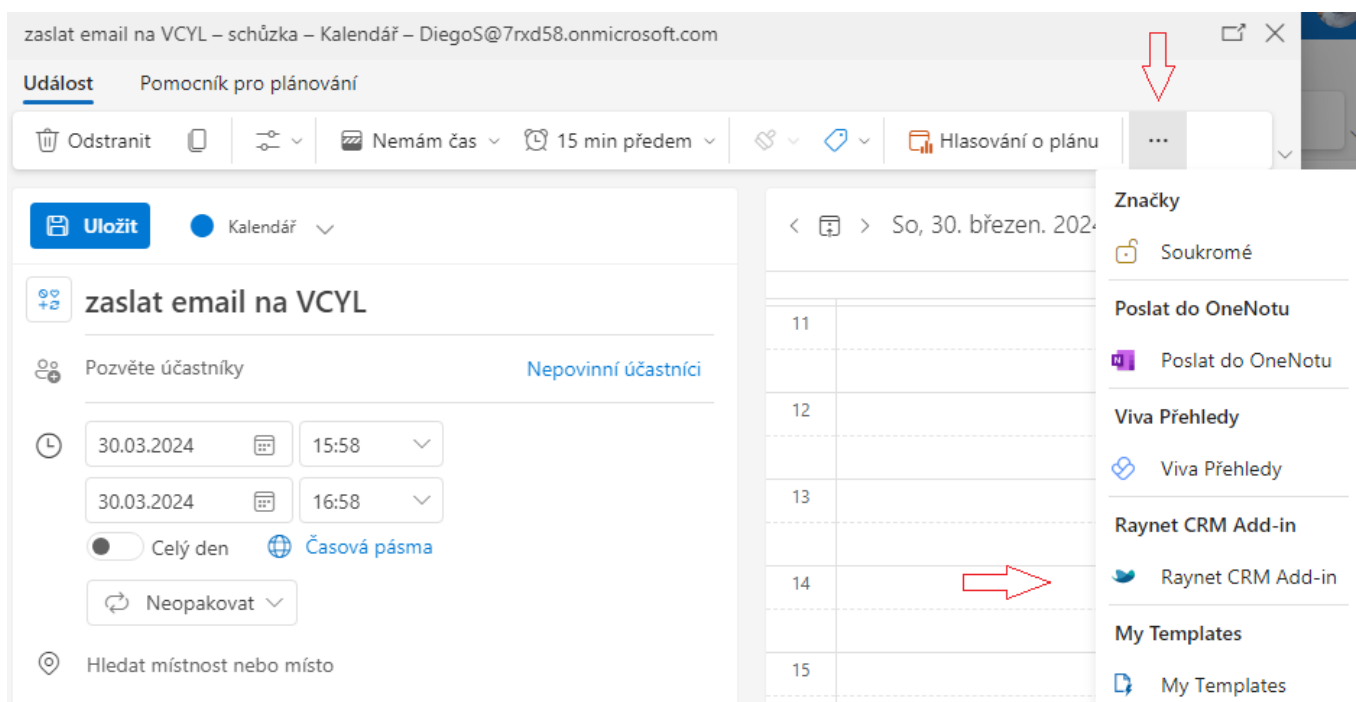 zaslat email na VCYL – schůzka – Kalendář – DiegoS@7rxd58.onmicrosoft.com
Událost Pomocník pro plánování
Odstranit Nemám čas 15 min předem Hlasování o plánu ...
Uložit Kalendář
zaslat email na VCYL
Pozvěte účastníky Nepovinní účastníci
30.03.2024 15:58
30.03.2024 16:58
Celý den Časová pásma
Neopakovat
Hledat místnost nebo místo
So, 30. březen. 2024
11
12
13
14
15
Značky
Soukromé
Poslat do OneNotu
Poslat do OneNotu
Viva Přehledy
Viva Přehledy
Raynet CRM Add-in
Raynet CRM Add-in
My Templates
My Templates